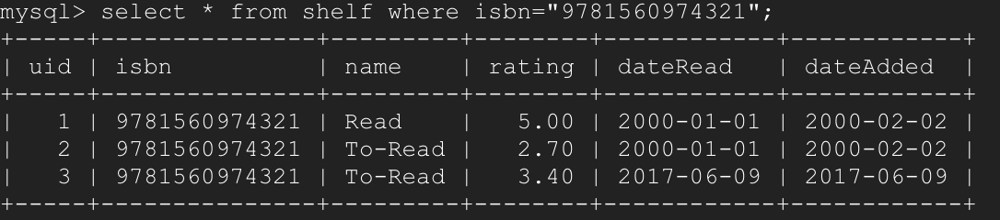 mysql> select * from shelf where isbn="9781560974321";
+-----+---------------+---------+--------+------------+------------+
| uid | isbn          | name    | rating | dateRead   | dateAdded  |
+-----+---------------+---------+--------+------------+------------+
|   1 | 9781560974321 | Read    |   5.00 | 2000-01-01 | 2000-02-02 |
|   2 | 9781560974321 | To-Read |   2.70 | 2000-01-01 | 2000-02-02 |
|   3 | 9781560974321 | To-Read |   3.40 | 2017-06-09 | 2017-06-09 |
+-----+---------------+---------+--------+------------+------------+